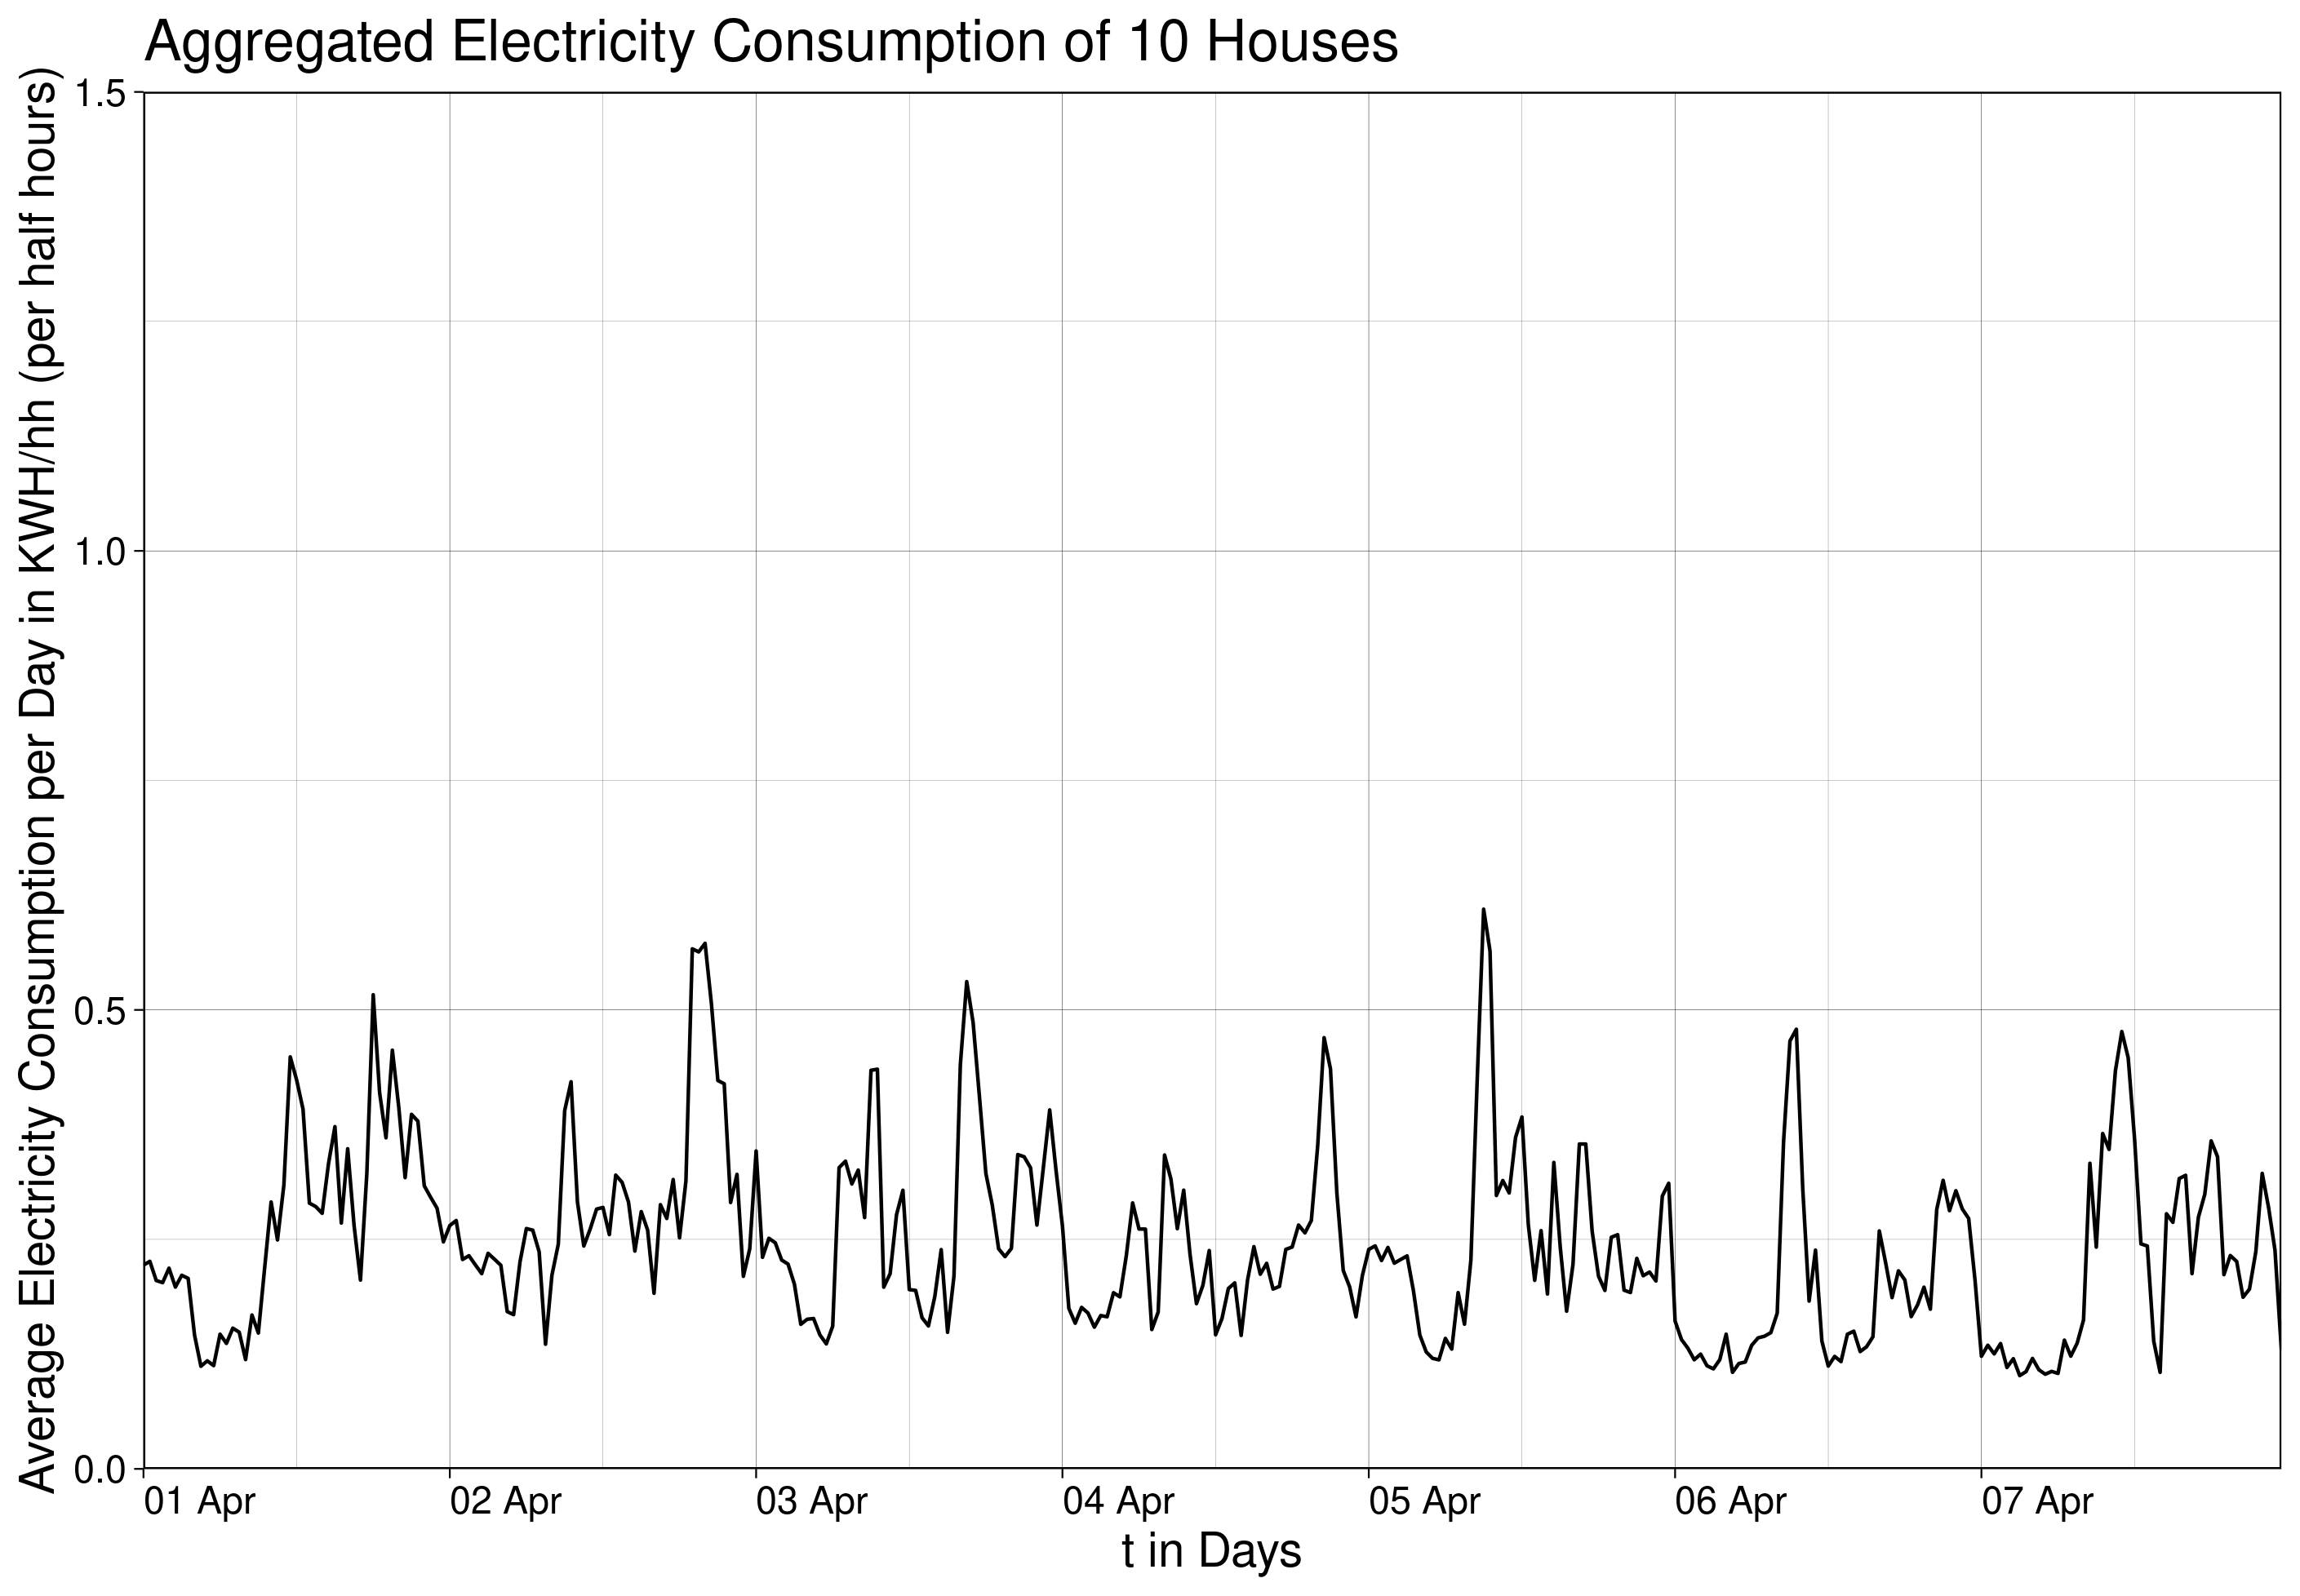 Aggregated Electricity Consumption of 10 Houses
Average Electricity Consumption per Day in KWH/hh (per half hours)
1.5
1.0
0.5
0.0
01 Apr
02 Apr
03 Apr
04 Apr
05 Apr
06 Apr
07 Apr
t in Days